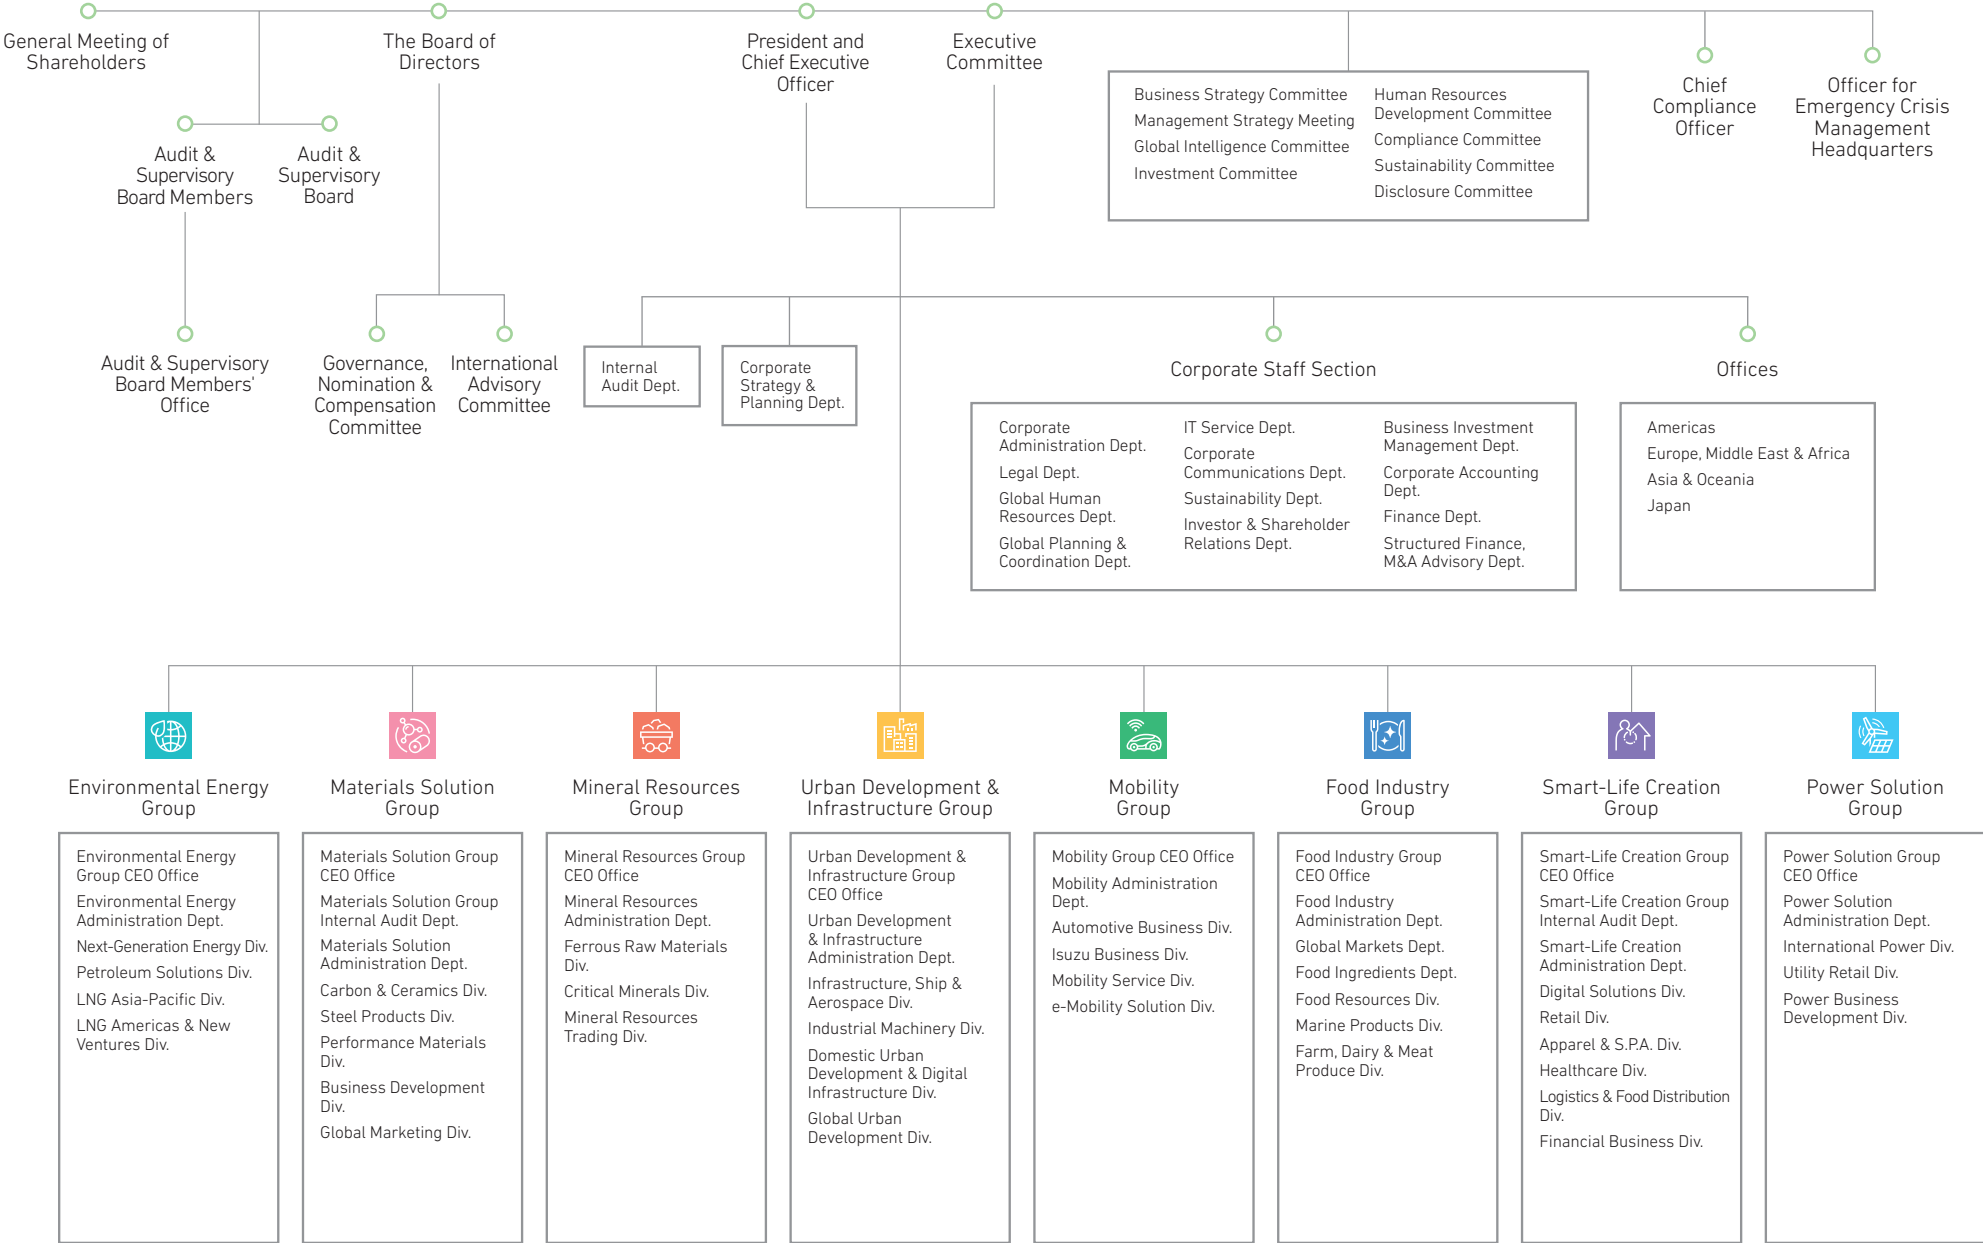 General Meeting of
Shareholders
The Board of
Directors
President and
Chief Executive
Officer
Executive
Committee
Business Strategy Committee
Management Strategy Meeting
Global Intelligence Committee
Investment Committee
Human Resources
Development Committee
Compliance Committee
Sustainability Committee
Disclosure Committee
Chief
Compliance
Officer
Officer for
Emergency Crisis
Management
Headquarters
Audit &
Supervisory
Board Members
Audit &
Supervisory
Board
Audit & Supervisory
Board Members'
Office
Governance,
Nomination &
Compensation
Committee
International
Advisory
Committee
Internal
Audit Dept.
Corporate
Strategy &
Planning Dept.
Corporate Staff Section
Corporate
Administration Dept.
Legal Dept.
Global Human
Resources Dept.
Global Planning &
Coordination Dept.
IT Service Dept.
Corporate
Communications Dept.
Sustainability Dept.
Investor & Shareholder
Relations Dept.
Business Investment
Management Dept.
Corporate Accounting
Dept.
Finance Dept.
Structured Finance,
M&A Advisory Dept.
Offices
Americas
Europe, Middle East & Africa
Asia & Oceania
Japan
Environmental Energy
Group
Environmental Energy
Group CEO Office
Environmental Energy
Administration Dept.
Next-Generation Energy Div.
Petroleum Solutions Div.
LNG Asia-Pacific Div.
LNG Americas & New
Ventures Div.
Materials Solution
Group
Materials Solution Group
CEO Office
Materials Solution Group
Internal Audit Dept.
Materials Solution
Administration Dept.
Carbon & Ceramics Div.
Steel Products Div.
Performance Materials
Div.
Business Development
Div.
Global Marketing Div.
Mineral Resources
Group
Mineral Resources Group
CEO Office
Mineral Resources
Administration Dept.
Ferrous Raw Materials
Div.
Critical Minerals Div.
Mineral Resources
Trading Div.
Urban Development &
Infrastructure Group
Urban Development &
Infrastructure Group
CEO Office
Urban Development
& Infrastructure
Administration Dept.
Infrastructure, Ship &
Aerospace Div.
Industrial Machinery Div.
Domestic Urban
Development & Digital
Infrastructure Div.
Global Urban
Development Div.
Mobility
Group
Mobility Group CEO Office
Mobility Administration
Dept.
Automotive Business Div.
Isuzu Business Div.
Mobility Service Div.
e-Mobility Solution Div.
Food Industry
Group
Food Industry Group
CEO Office
Food Industry
Administration Dept.
Global Markets Dept.
Food Ingredients Dept.
Food Resources Div.
Marine Products Div.
Farm, Dairy & Meat
Produce Div.
Smart-Life Creation
Group
Smart-Life Creation Group
CEO Office
Smart-Life Creation Group
Internal Audit Dept.
Smart-Life Creation
Administration Dept.
Digital Solutions Div.
Retail Div.
Apparel & S.P.A. Div.
Healthcare Div.
Logistics & Food Distribution
Div.
Financial Business Div.
Power Solution
Group
Power Solution Group
CEO Office
Power Solution
Administration Dept.
International Power Div.
Utility Retail Div.
Power Business
Development Div.